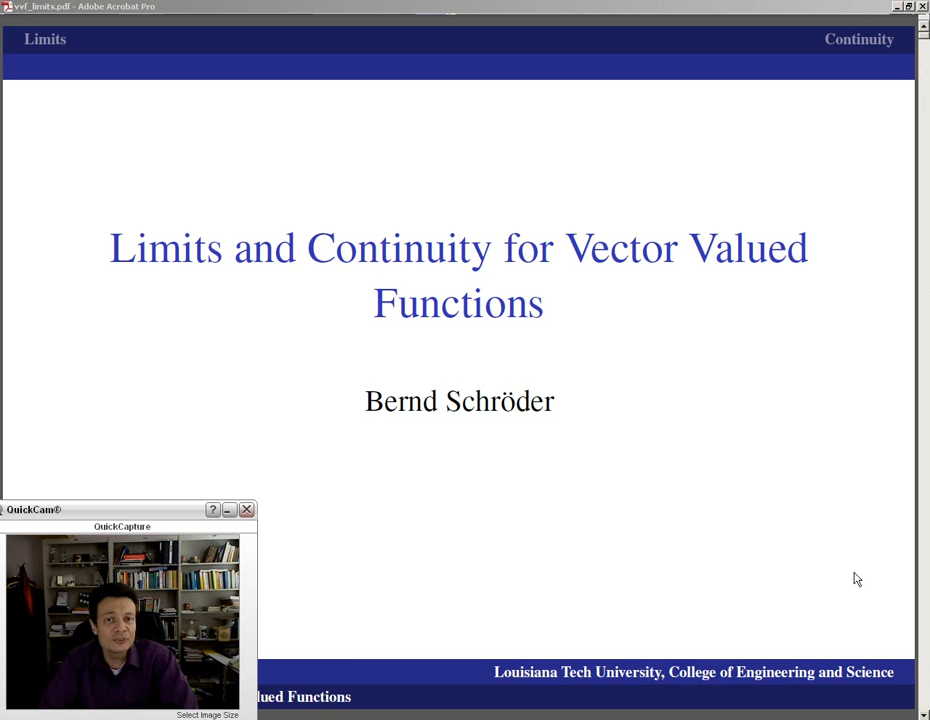 vvf_limits.pdf - Adobe Acrobat Pro
Limits
Continuity
Limits and Continuity for Vector Valued
Functions
Bernd Schröder
QuickCam®
QuickCapture
Select Image Size
Louisiana Tech University, College of Engineering and Science
lued Functions